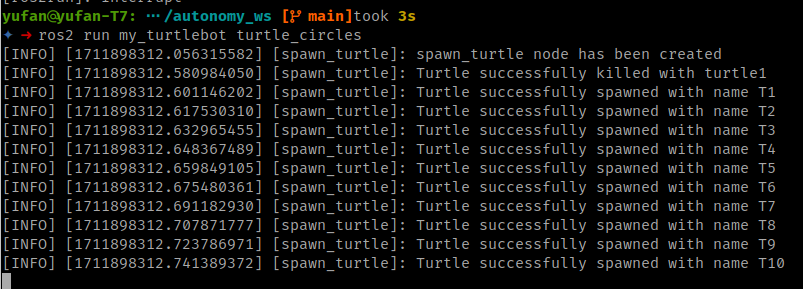 [ros2run]: Interrupt
yufan@yufan-T7: …/autonomy_ws [ main]took 3s
✦ ➜ ros2 run my_turtlebot turtle_circles
[INFO] [1711898312.056315582] [spawn_turtle]: spawn_turtle node has been created
[INFO] [1711898312.580984050] [spawn_turtle]: Turtle successfully killed with turtle1
[INFO] [1711898312.601146202] [spawn_turtle]: Turtle successfully spawned with name T1
[INFO] [1711898312.617530310] [spawn_turtle]: Turtle successfully spawned with name T2
[INFO] [1711898312.632965455] [spawn_turtle]: Turtle successfully spawned with name T3
[INFO] [1711898312.648367489] [spawn_turtle]: Turtle successfully spawned with name T4
[INFO] [1711898312.659849105] [spawn_turtle]: Turtle successfully spawned with name T5
[INFO] [1711898312.675480361] [spawn_turtle]: Turtle successfully spawned with name T6
[INFO] [1711898312.691182930] [spawn_turtle]: Turtle successfully spawned with name T7
[INFO] [1711898312.707871777] [spawn_turtle]: Turtle successfully spawned with name T8
[INFO] [1711898312.723786971] [spawn_turtle]: Turtle successfully spawned with name T9
[INFO] [1711898312.741389372] [spawn_turtle]: Turtle successfully spawned with name T10